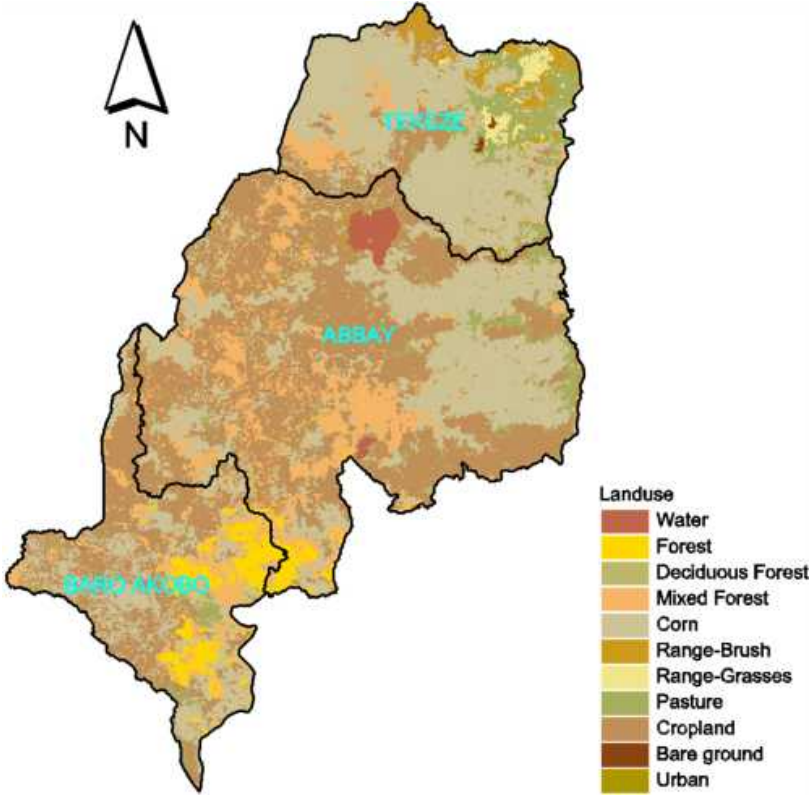 N
TEKEZE
ABBAY
BARO AKOBO
Landuse
Water
Forest
Deciduous Forest
Mixed Forest
Corn
Range-Brush
Range-Grasses
Pasture
Cropland
Bare ground
Urban